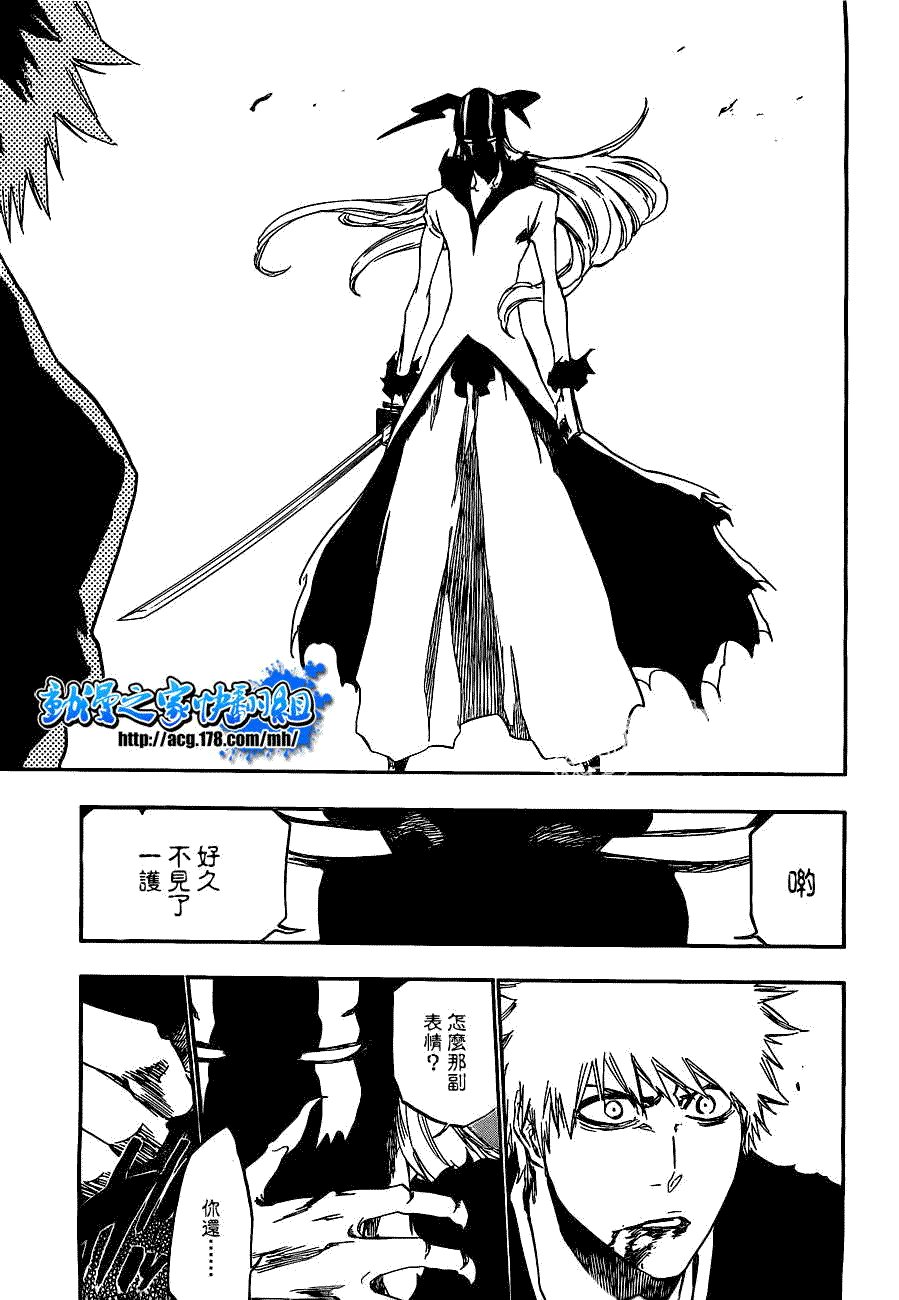 動漫之家快翻組
http://acg.178.com/mh/
喲
好久
不見了
一護
怎麼那副
表情?
你還……